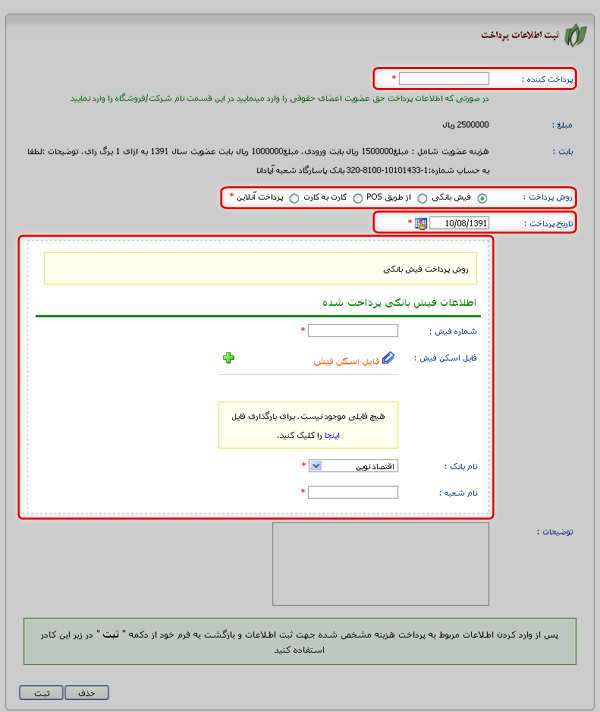 ثبت اطلاعات پرداخت
پرداخت کننده : *
در صورتی که اطلاعات پرداخت حق عضویت اعضای حقوقی را وارد مینمایید در این قسمت نام شرکت/فروشگاه را وارد نمایید
مبلغ : 2500000 ریال
بابت : هزینه عضویت شامل : مبلغ1500000 ریال بابت ورودی، مبلغ1000000 ریال بابت عضویت سال 1391 به ازای 1 برگ رای. توضیحات :لطفا
به حساب شماره:1-10101433-8100-320 بانک پاسارگاد شعبه آپادانا
روش پرداخت : فیش بانکی از طریق POS کارت به کارت پرداخت آنلاین *
تاریخ پرداخت : 10/08/1391 *
روش پرداخت فیش بانکی
اطلاعات فیش بانکی پرداخت شده
شماره فیش : *
فایل اسکن فیش : فایل اسکن فیش
هیچ فایلی موجود نیست. برای بارگذاری فایل
اینجا را کلیک کنید.
نام بانک : اقتصاد نوین *
نام شعبه : *
توضیحات :
پس از وارد کردن اطلاعات مربوط به پرداخت هزینه مشخص شده جهت ثبت اطلاعات و بازگشت به فرم خود از دکمه " ثبت " در زیر این کادر
استفاده کنید
حذف ثبت